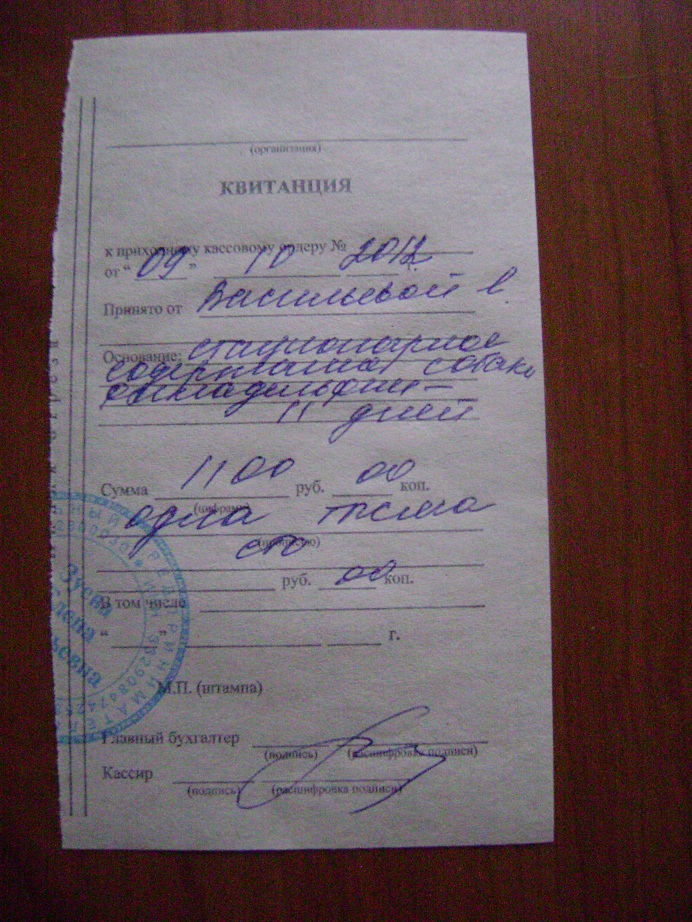 (организация)
КВИТАНЦИЯ
к приходному кассовому ордеру №
от " 09 " 10 2012 г.
Принято от Васильевой В.
Основание: стационарное
содержание собаки
Филадельфии -
11 дней
Сумма 1100 руб. 00 коп.
(цифрами)
одна тысяча
сто
(прописью)
руб. 00 коп.
В том числе
" " г.
М.П. (штампа)
Главный бухгалтер
(подпись) (расшифровка подписи)
Кассир
(подпись) (расшифровка подписи)
Зуева